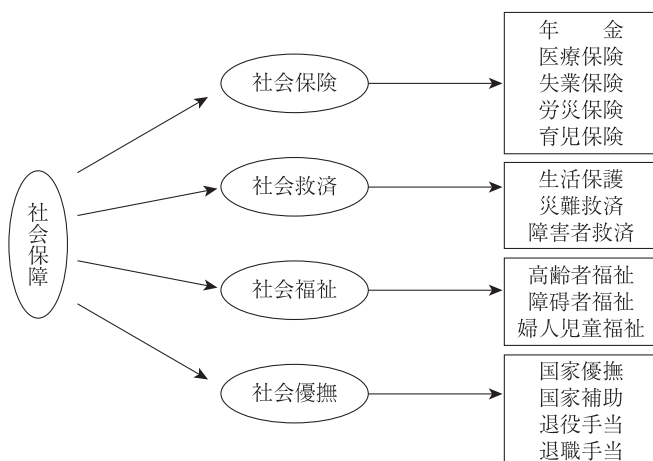 社会保障
社会保険
年　　金
医療保険
失業保険
労災保険
育児保険
社会救済
生活保護
災難救済
障害者救済
社会福祉
高齢者福祉
障碍者福祉
婦人児童福祉
社会優撫
国家優撫
国家補助
退役手当
退職手当